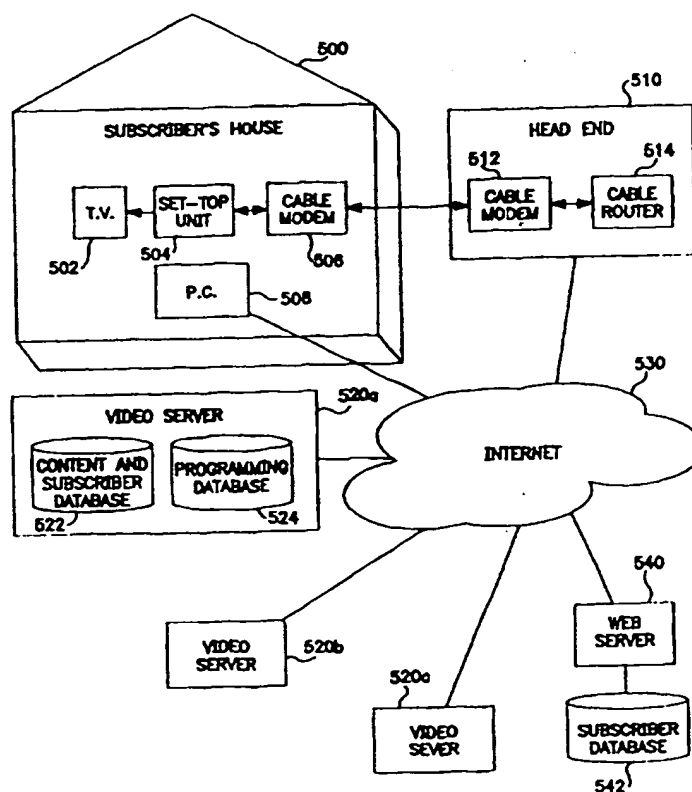 500
SUBSCRIBER'S HOUSE
T.V.
502
SET-TOP
UNIT
504
CABLE
MODEM
506
P.C.
508
510
HEAD END
512
CABLE
MODEM
514
CABLE
ROUTER
520a
VIDEO SERVER
CONTENT AND
SUBSCRIBER
DATABASE
522
PROGRAMMING
DATABASE
524
530
INTERNET
VIDEO
SERVER
520b
520c
VIDEO
SEVER
540
WEB
SERVER
SUBSCRIBER
DATABASE
542